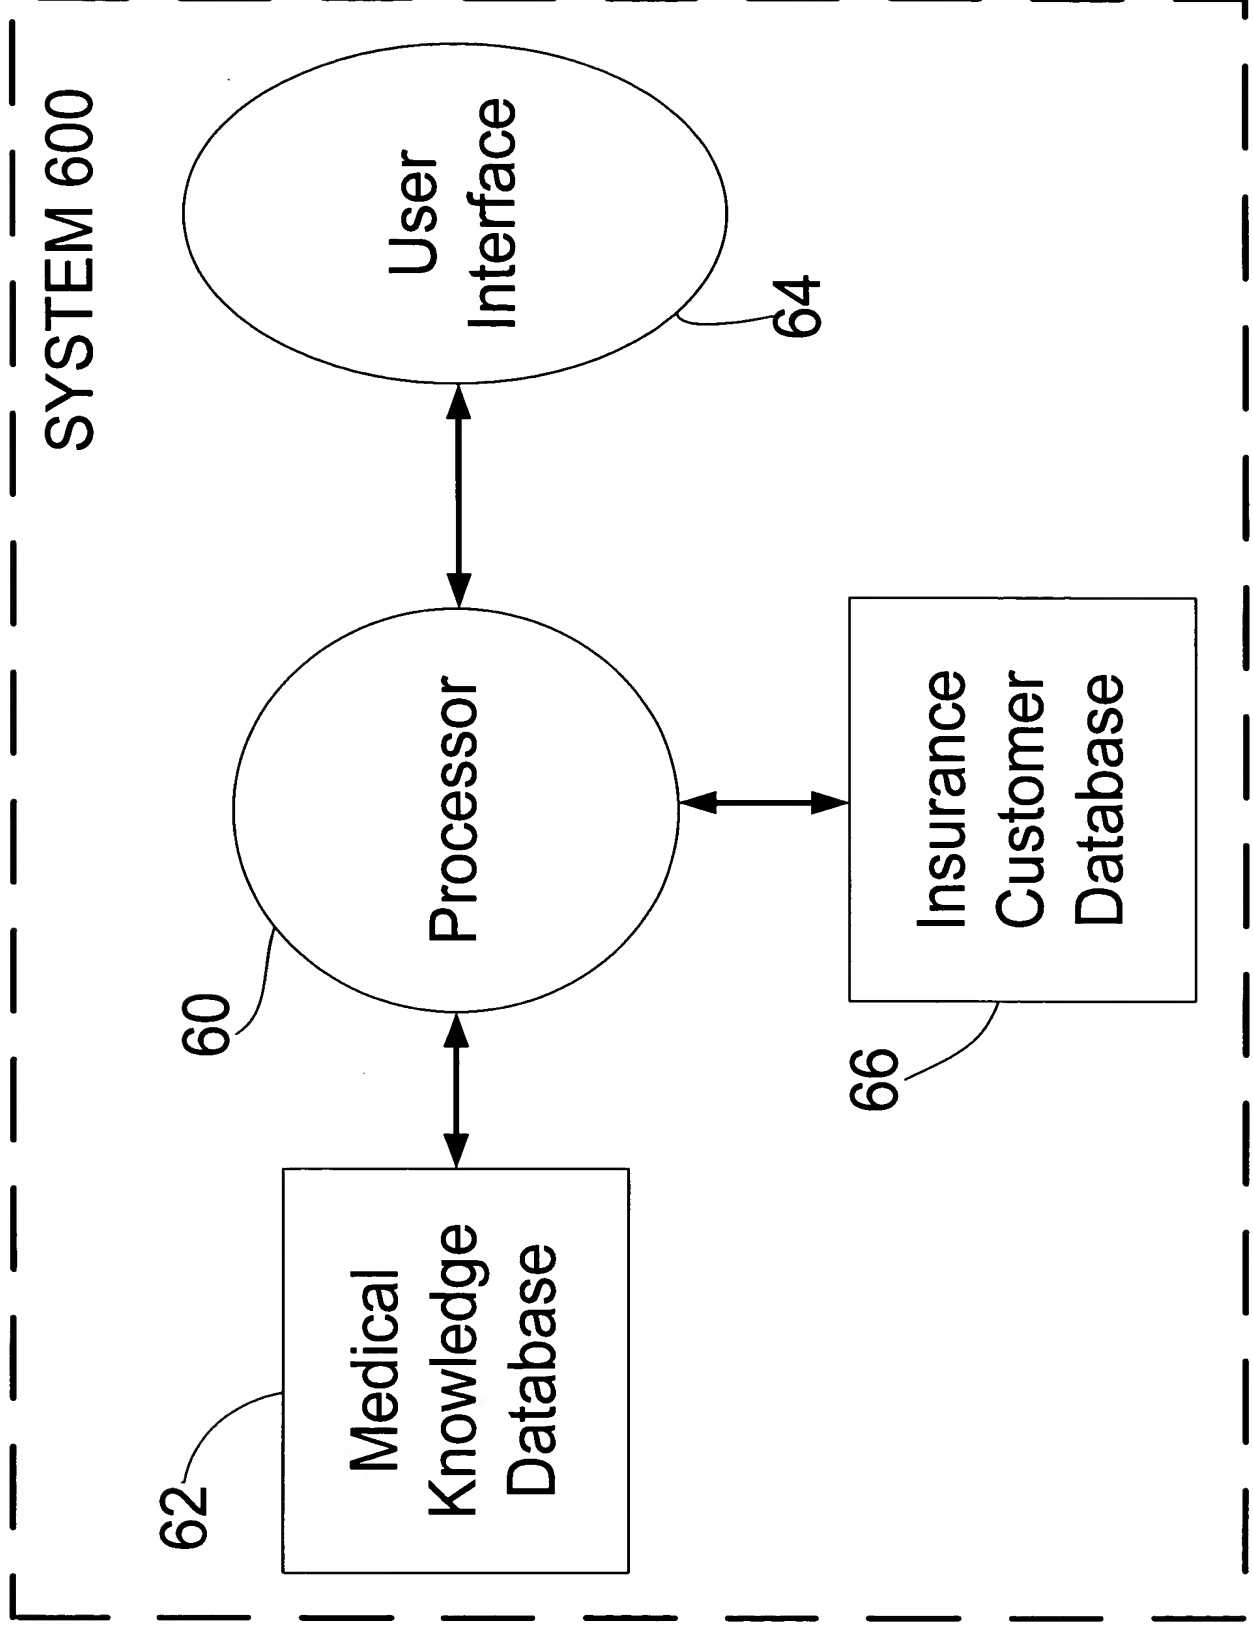 SYSTEM 600
62
Medical
Knowledge
Database
60
Processor
User
Interface
64
66
Insurance
Customer
Database